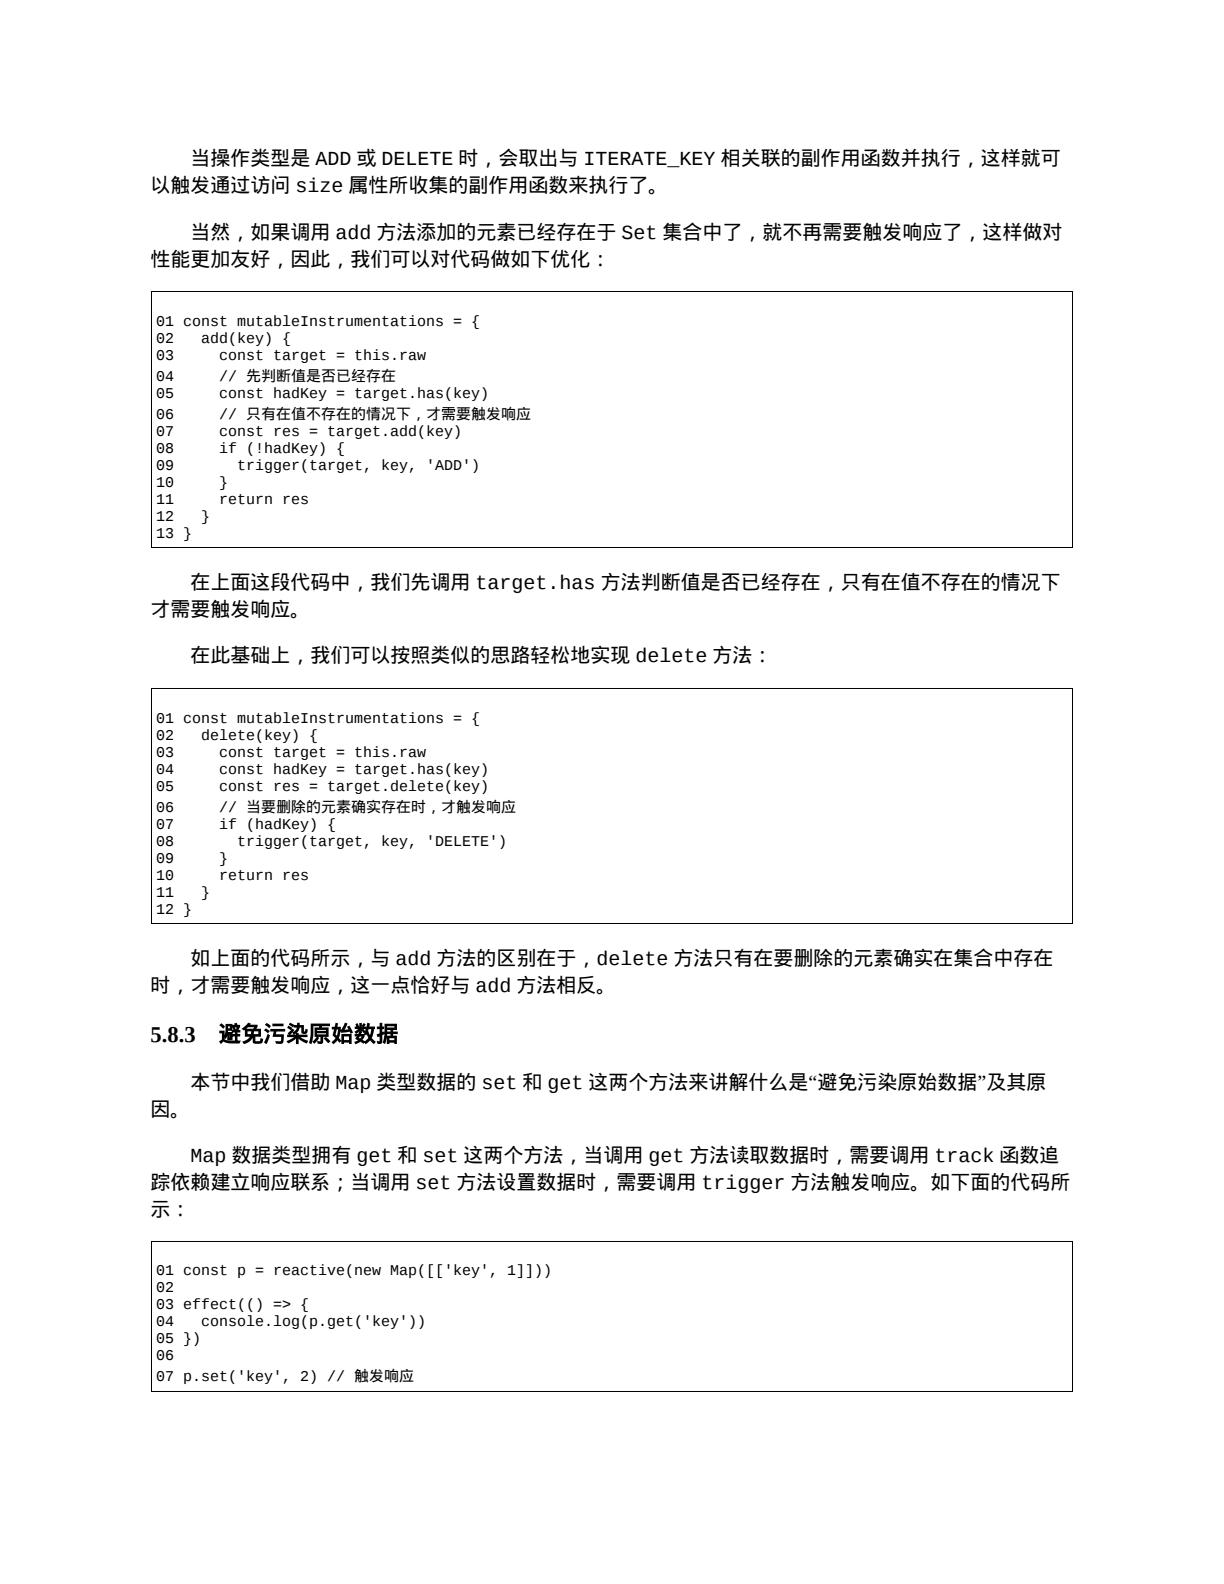 当操作类型是 ADD 或 DELETE 时，会取出与 ITERATE_KEY 相关联的副作用函数并执行，这样就可
以触发通过访问 size 属性所收集的副作用函数来执行了。
当然，如果调用 add 方法添加的元素已经存在于 Set 集合中了，就不再需要触发响应了，这样做对
性能更加友好，因此，我们可以对代码做如下优化：
01 const mutableInstrumentations = {
02   add(key) {
03     const target = this.raw
04     // 先判断值是否已经存在
05     const hadKey = target.has(key)
06     // 只有在值不存在的情况下，才需要触发响应
07     const res = target.add(key)
08     if (!hadKey) {
09       trigger(target, key, 'ADD')
10     }
11     return res
12   }
13 }
在上面这段代码中，我们先调用 target.has 方法判断值是否已经存在，只有在值不存在的情况下
才需要触发响应。
在此基础上，我们可以按照类似的思路轻松地实现 delete 方法：
01 const mutableInstrumentations = {
02   delete(key) {
03     const target = this.raw
04     const hadKey = target.has(key)
05     const res = target.delete(key)
06     // 当要删除的元素确实存在时，才触发响应
07     if (hadKey) {
08       trigger(target, key, 'DELETE')
09     }
10     return res
11   }
12 }
如上面的代码所示，与 add 方法的区别在于，delete 方法只有在要删除的元素确实在集合中存在
时，才需要触发响应，这一点恰好与 add 方法相反。
5.8.3 避免污染原始数据
本节中我们借助 Map 类型数据的 set 和 get 这两个方法来讲解什么是“避免污染原始数据”及其原
因。
Map 数据类型拥有 get 和 set 这两个方法，当调用 get 方法读取数据时，需要调用 track 函数追
踪依赖建立响应联系；当调用 set 方法设置数据时，需要调用 trigger 方法触发响应。如下面的代码所
示：
01 const p = reactive(new Map([['key', 1]]))
02
03 effect(() => {
04   console.log(p.get('key'))
05 })
06
07 p.set('key', 2) // 触发响应